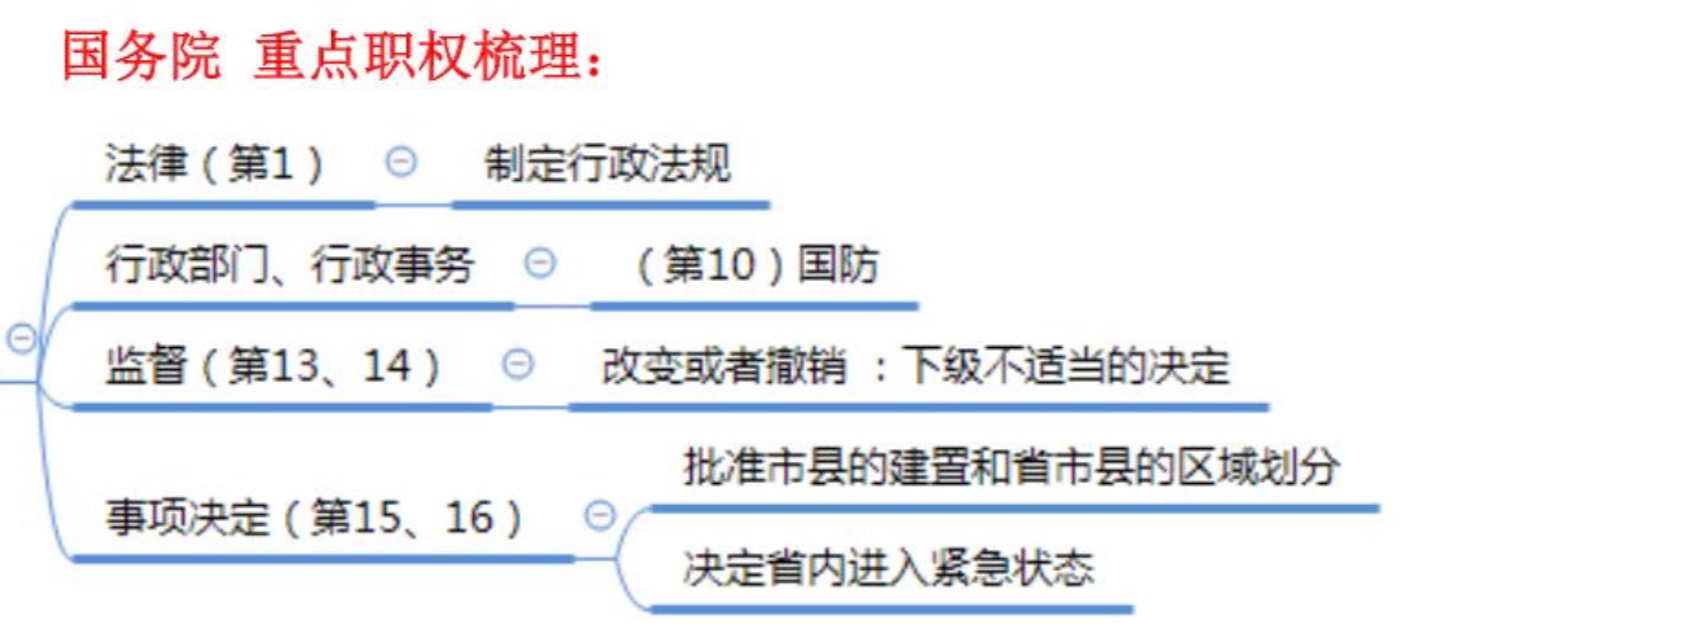 国务院 重点职权梳理：
法律（第1） 制定行政法规
行政部门、行政事务 （第10）国防
监督（第13、14） 改变或者撤销：下级不适当的决定
批准市县的建置和省市县的区域划分
事项决定（第15、16）
决定省内进入紧急状态